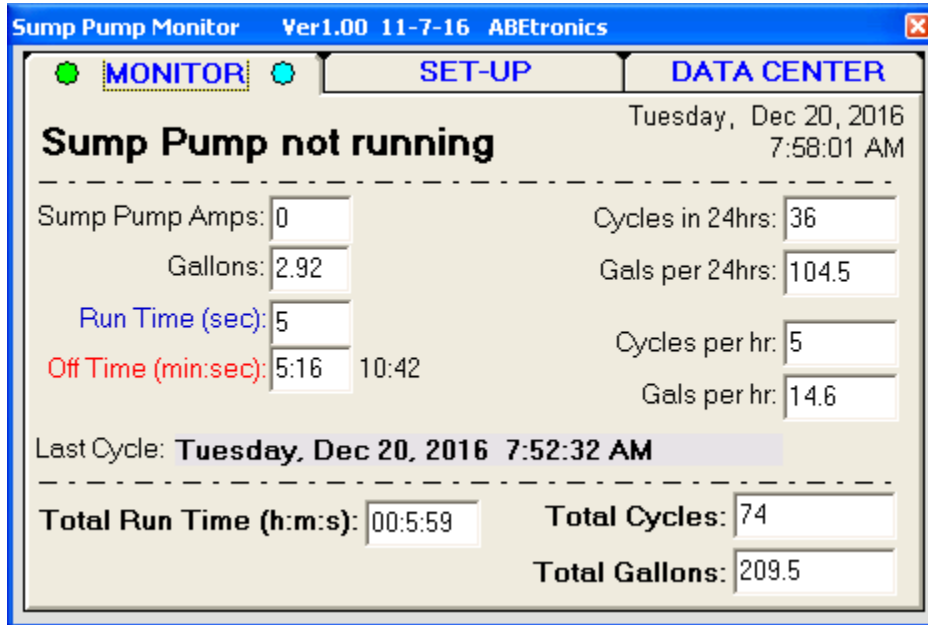 Sump Pump Monitor Ver1.00 11-7-16 ABEtronics
MONITOR SET-UP DATA CENTER
Sump Pump not running
Tuesday, Dec 20, 2016
7:58:01 AM
Sump Pump Amps: 0
Cycles in 24hrs: 36
Gallons: 2.92
Gals per 24hrs: 104.5
Run Time (sec): 5
Cycles per hr: 5
Off Time (min:sec): 5:16 10:42
Gals per hr: 14.6
Last Cycle: Tuesday, Dec 20, 2016 7:52:32 AM
Total Run Time (h:m:s): 00:5:59
Total Cycles: 74
Total Gallons: 209.5